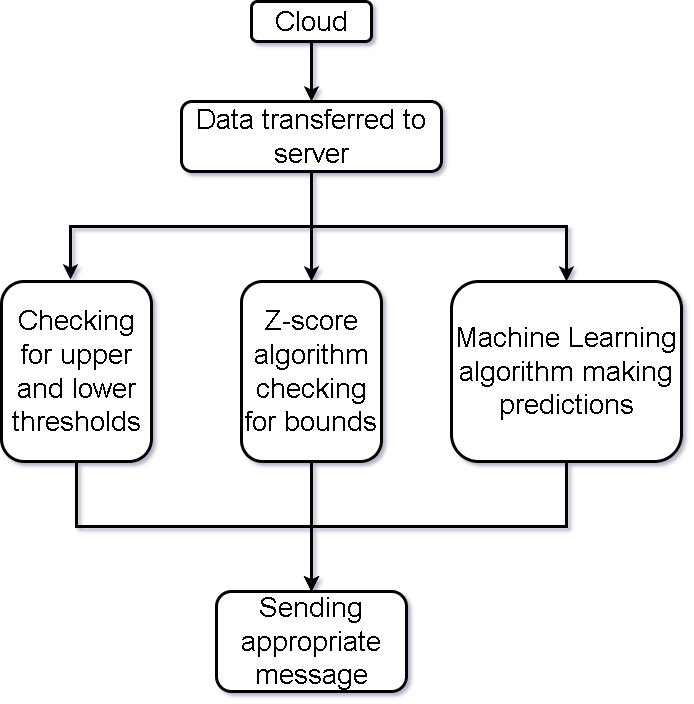 Cloud
Data transferred to
server
Checking
for upper
and lower
thresholds
Z-score
algorithm
checking
for bounds
Machine Learning
algorithm making
predictions
Sending
appropriate
message